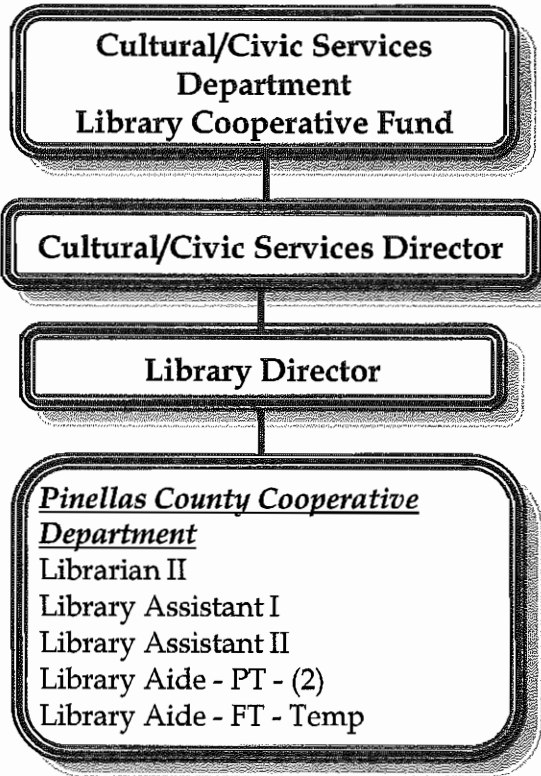 Cultural/Civic Services
Department
Library Cooperative Fund
Cultural/Civic Services Director
Library Director
Pinellas County Cooperative
Department
Librarian II
Library Assistant I
Library Assistant II
Library Aide - PT - (2)
Library Aide - FT - Temp